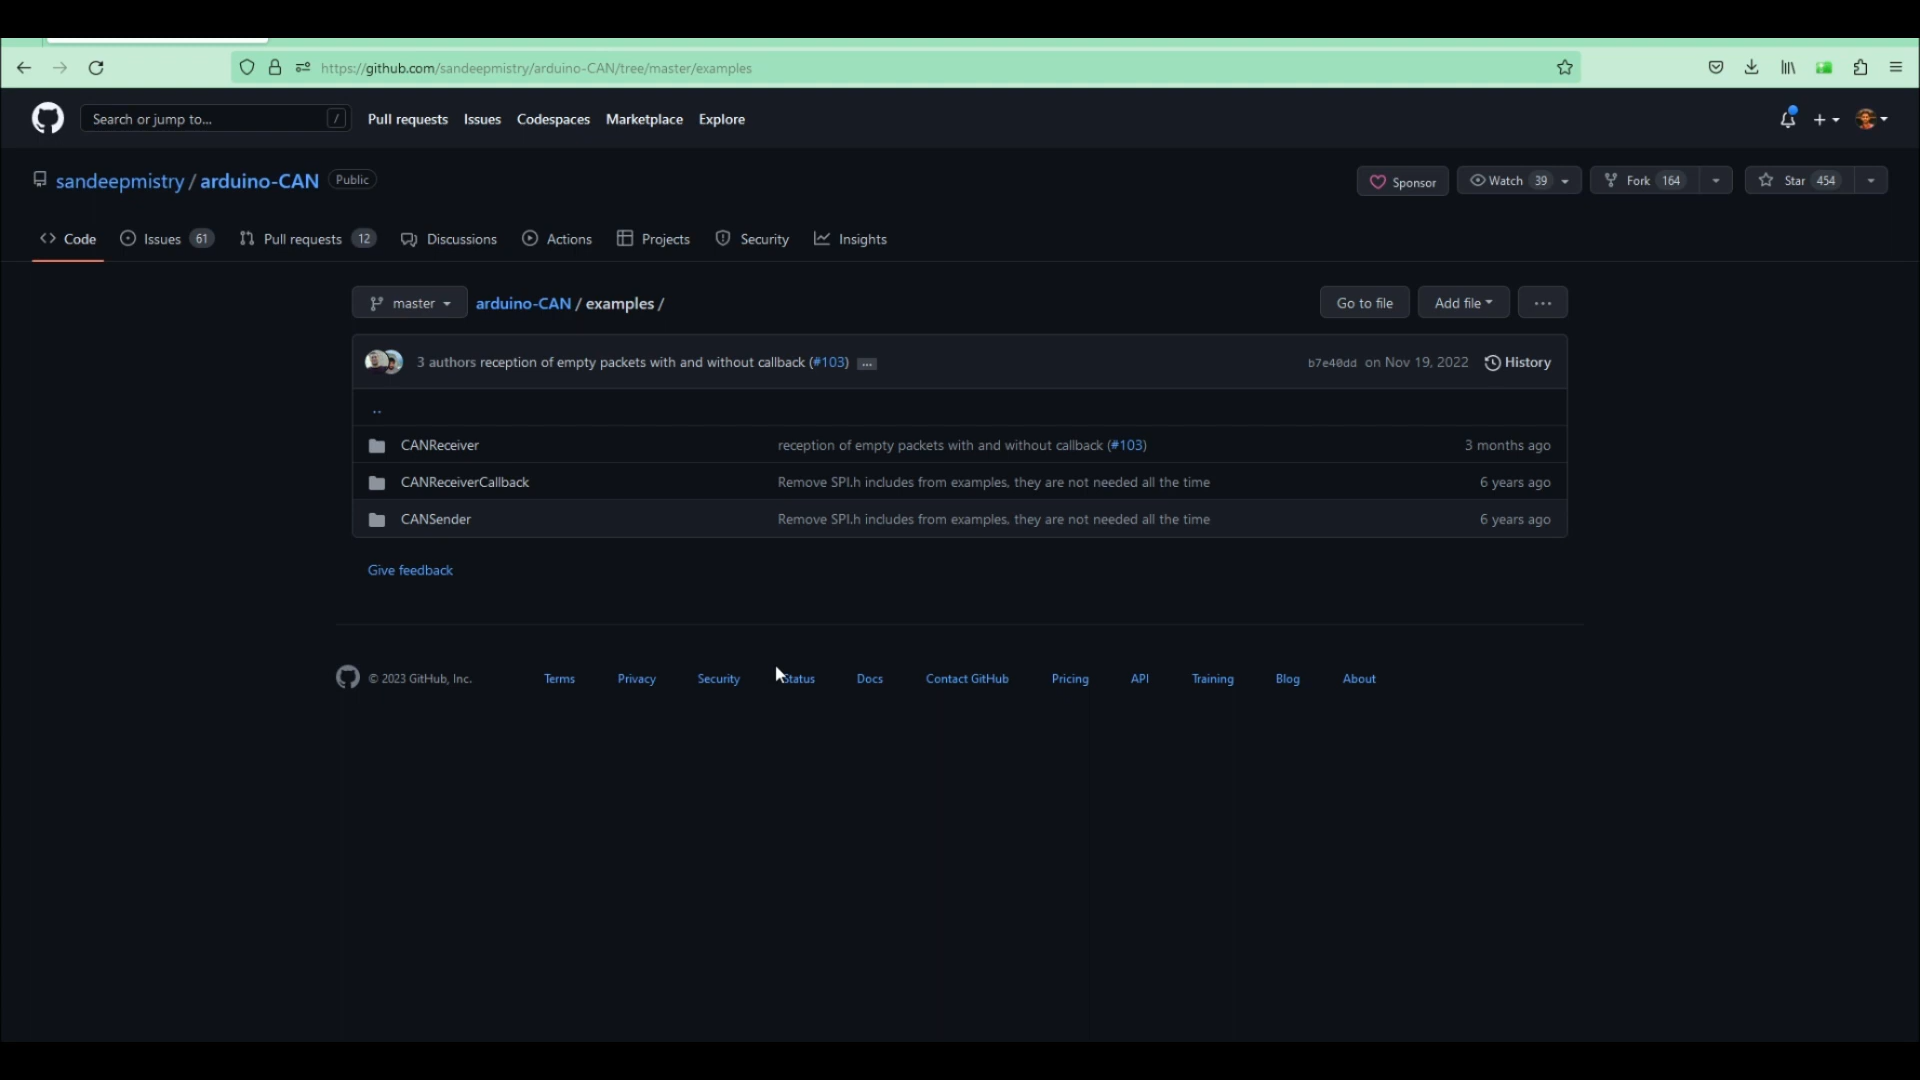 https://github.com/sandeepmistry/arduino-CAN/tree/master/examples
Search or jump to... / Pull requests Issues Codespaces Marketplace Explore
sandeepmistry / arduino-CAN Public Sponsor Watch 39 Fork 164 Star 454
Code Issues 61 Pull requests 12 Discussions Actions Projects Security Insights
master arduino-CAN / examples / Go to file Add file ...
3 authors reception of empty packets with and without callback (#103) ... b7e40dd on Nov 19, 2022 History
..
CANReceiver reception of empty packets with and without callback (#103) 3 months ago
CANReceiverCallback Remove SPI.h includes from examples, they are not needed all the time 6 years ago
CANSender Remove SPI.h includes from examples, they are not needed all the time 6 years ago
Give feedback
© 2023 GitHub, Inc. Terms Privacy Security Status Docs Contact GitHub Pricing API Training Blog About